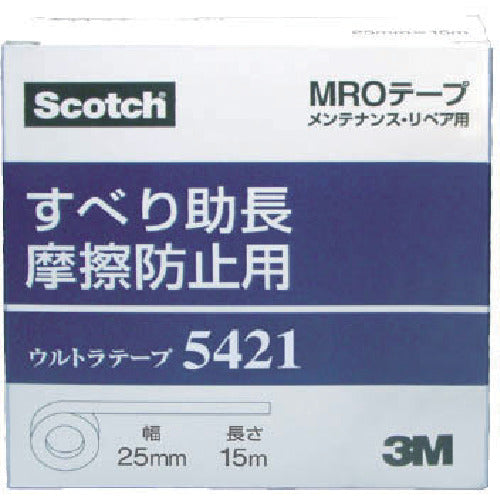 25mm×15m
Scotch
MROテープ
メンテナンス・リペア用
すべり助長
摩擦防止用
ウルトラテープ 5421
幅 長さ
25mm 15m
3M